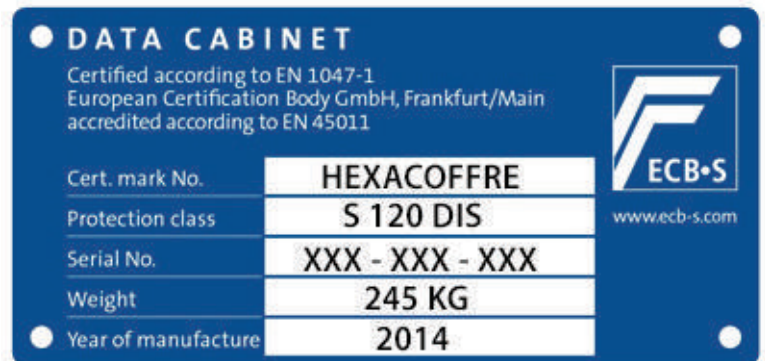 DATA CABINET
Certified according to EN 1047-1
European Certification Body GmbH, Frankfurt/Main
accredited according to EN 45011
ECB•S
www.ecb-s.com
Cert. mark No. HEXACOFFRE
Protection class S 120 DIS
Serial No. XXX - XXX - XXX
Weight 245 KG
Year of manufacture 2014